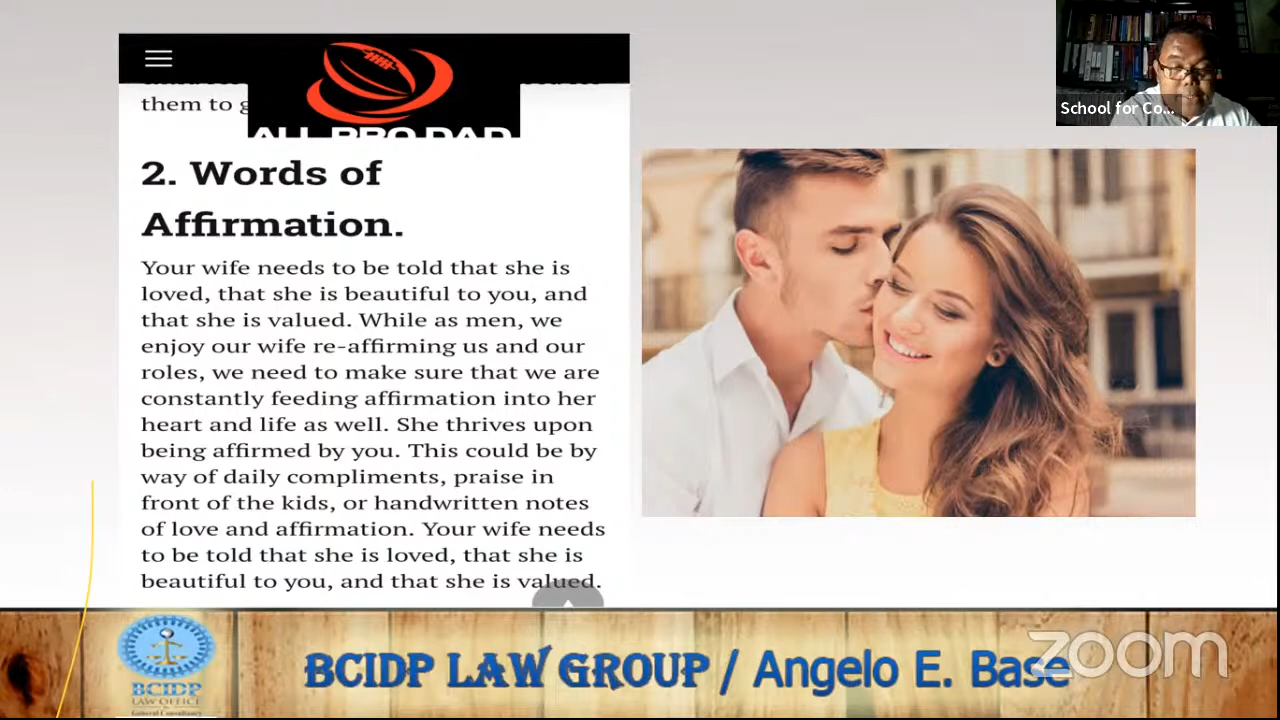 them to g
ALL PRO DAD
2. Words of
Affirmation.
Your wife needs to be told that she is
loved, that she is beautiful to you, and
that she is valued. While as men, we
enjoy our wife re-affirming us and our
roles, we need to make sure that we are
constantly feeding affirmation into her
heart and life as well. She thrives upon
being affirmed by you. This could be by
way of daily compliments, praise in
front of the kids, or handwritten notes
of love and affirmation. Your wife needs
to be told that she is loved, that she is
beautiful to you, and that she is valued.
School for Co...
BCIDP
LAW OFFICE
General Consultancy
BCIDP LAW GROUP / Angelo E. Base
zoom